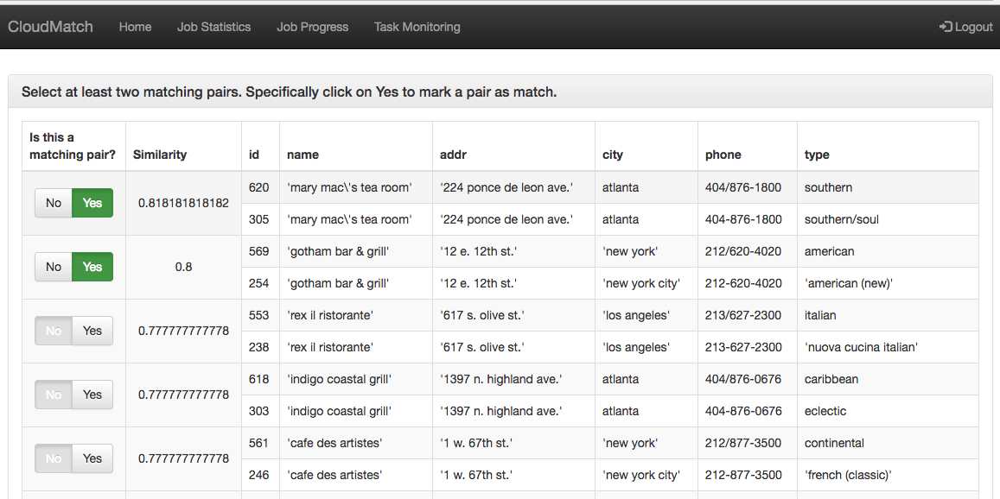 CloudMatch Home Job Statistics Job Progress Task Monitoring Logout
Select at least two matching pairs. Specifically click on Yes to mark a pair as match.
Is this a
matching pair? Similarity id name addr city phone type
620 'mary mac\'s tea room' '224 ponce de leon ave.' atlanta 404/876-1800 southern
No Yes 0.818181818182
305 'mary mac\'s tea room' '224 ponce de leon ave.' atlanta 404-876-1800 southern/soul
569 'gotham bar & grill' '12 e. 12th st.' 'new york' 212/620-4020 american
No Yes 0.8
254 'gotham bar & grill' '12 e. 12th st.' 'new york city' 212-620-4020 'american (new)'
553 'rex il ristorante' '617 s. olive st.' 'los angeles' 213/627-2300 italian
No Yes 0.777777777778
238 'rex il ristorante' '617 s. olive st.' 'los angeles' 213-627-2300 'nuova cucina italian'
618 'indigo coastal grill' '1397 n. highland ave.' atlanta 404/876-0676 caribbean
No Yes 0.777777777778
303 'indigo coastal grill' '1397 n. highland ave.' atlanta 404-876-0676 eclectic
561 'cafe des artistes' '1 w. 67th st.' 'new york' 212/877-3500 continental
No Yes 0.777777777778
246 'cafe des artistes' '1 w. 67th st.' 'new york city' 212-877-3500 'french (classic)'